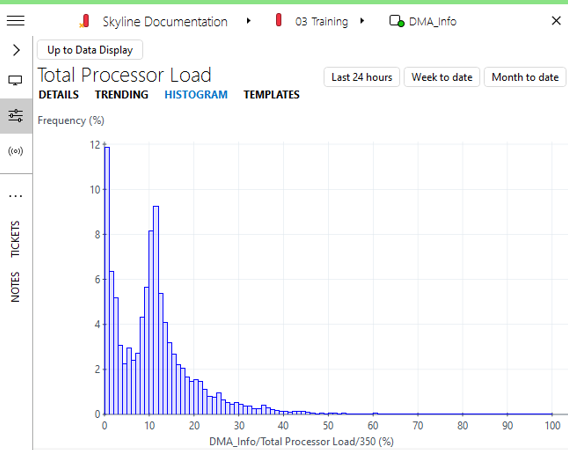 Skyline Documentation 03 Training DMA_Info
Up to Data Display
Total Processor Load
Last 24 hours Week to date Month to date
DETAILS TRENDING HISTOGRAM TEMPLATES
Frequency (%)
12
10
8
6
4
2
0
0 10 20 30 40 50 60 70 80 90 100
DMA_Info/Total Processor Load/350 (%)
TICKETS
NOTES